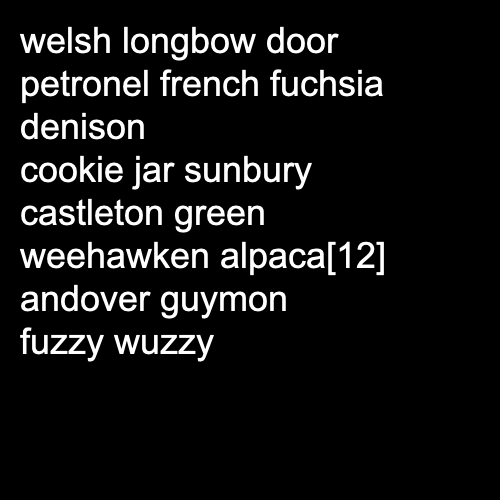 welsh longbow door
petronel french fuchsia
denison
cookie jar sunbury
castleton green
weehawken alpaca[12]
andover guymon
fuzzy wuzzy